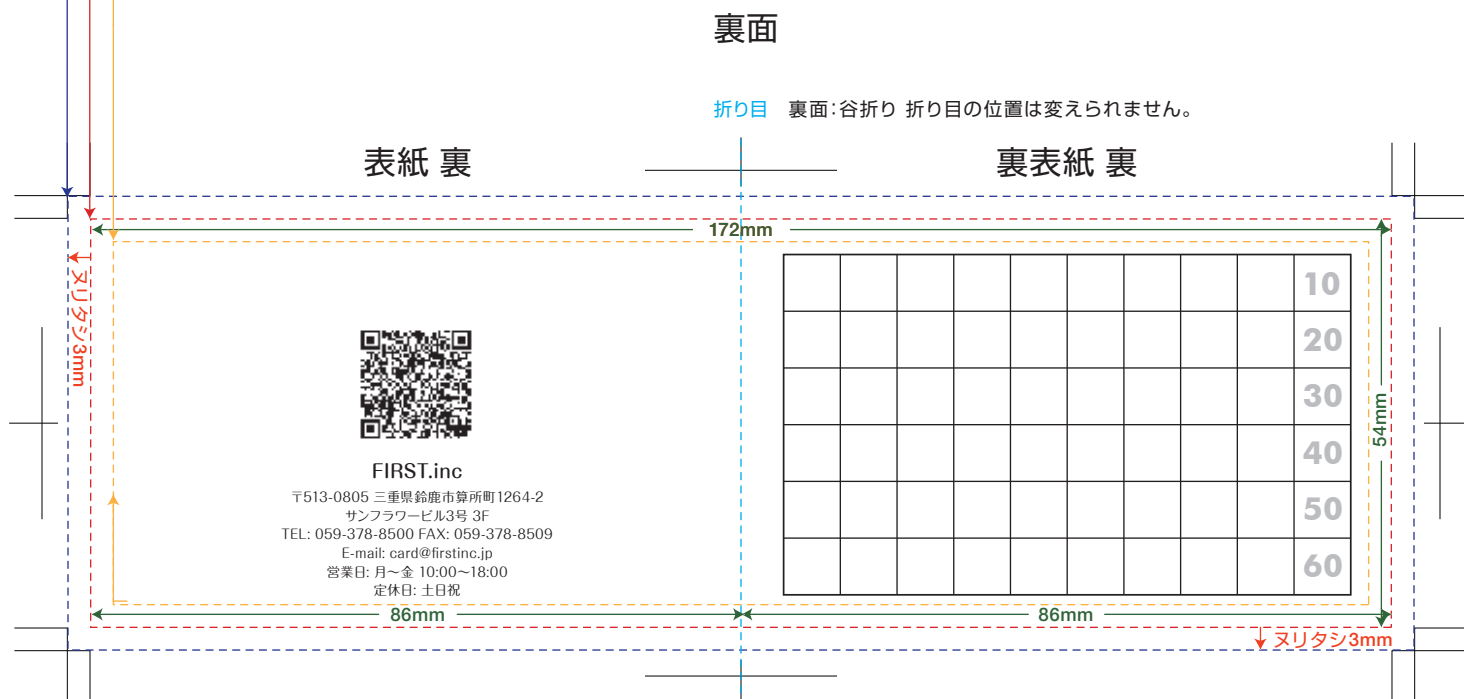 裏面
折り目 裏面:谷折り 折り目の位置は変えられません。
表紙 裏
裏表紙 裏
172mm
ヌリタシ3mm
FIRST.inc
〒513-0805 三重県鈴鹿市算所町1264-2
サンフラワービル3号 3F
TEL: 059-378-8500 FAX: 059-378-8509
E-mail: card@firstinc.jp
営業日: 月〜金 10:00〜18:00
定休日: 土日祝
86mm
10
20
30
40
50
60
54mm
86mm
ヌリタシ3mm